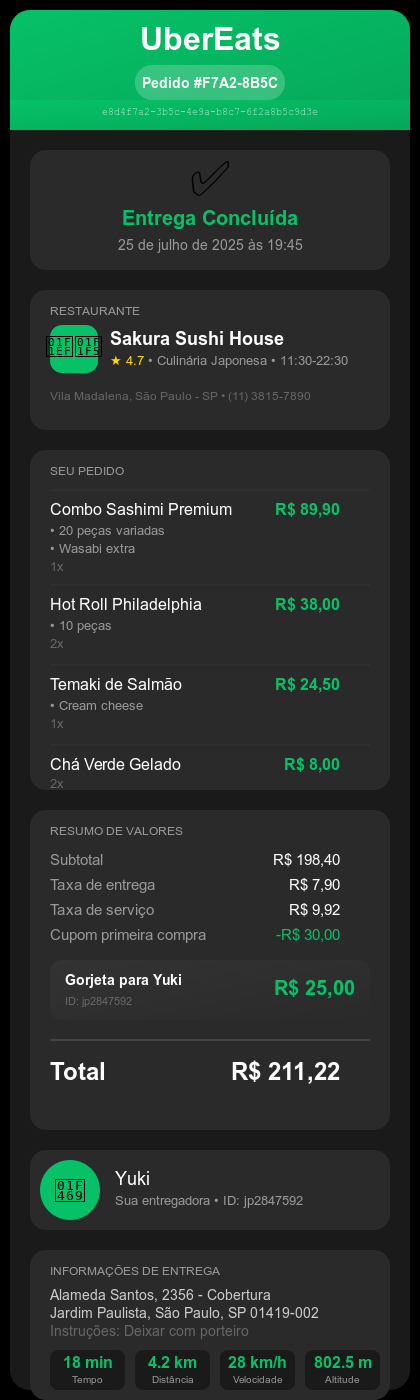 UberEats
Pedido #F7A2-8B5C
e8d4f7a2-3b5c-4e9a-b8c7-6f2a8b5c9d3e
Entrega Concluída
25 de julho de 2025 às 19:45
RESTAURANTE
Sakura Sushi House
★ 4.7 • Culinária Japonesa • 11:30-22:30
Vila Madalena, São Paulo - SP • (11) 3815-7890
SEU PEDIDO
Combo Sashimi Premium R$ 89,90
• 20 peças variadas
• Wasabi extra
1x
Hot Roll Philadelphia R$ 38,00
• 10 peças
2x
Temaki de Salmão R$ 24,50
• Cream cheese
1x
Chá Verde Gelado R$ 8,00
2x
RESUMO DE VALORES
Subtotal R$ 198,40
Taxa de entrega R$ 7,90
Taxa de serviço R$ 9,92
Cupom primeira compra -R$ 30,00
Gorjeta para Yuki R$ 25,00
ID: jp2847592
Total R$ 211,22
Yuki
Sua entregadora • ID: jp2847592
INFORMAÇÕES DE ENTREGA
Alameda Santos, 2356 - Cobertura
Jardim Paulista, São Paulo, SP 01419-002
Instruções: Deixar com porteiro
18 min 4.2 km 28 km/h 802.5 m
Tempo Distância Velocidade Altitude